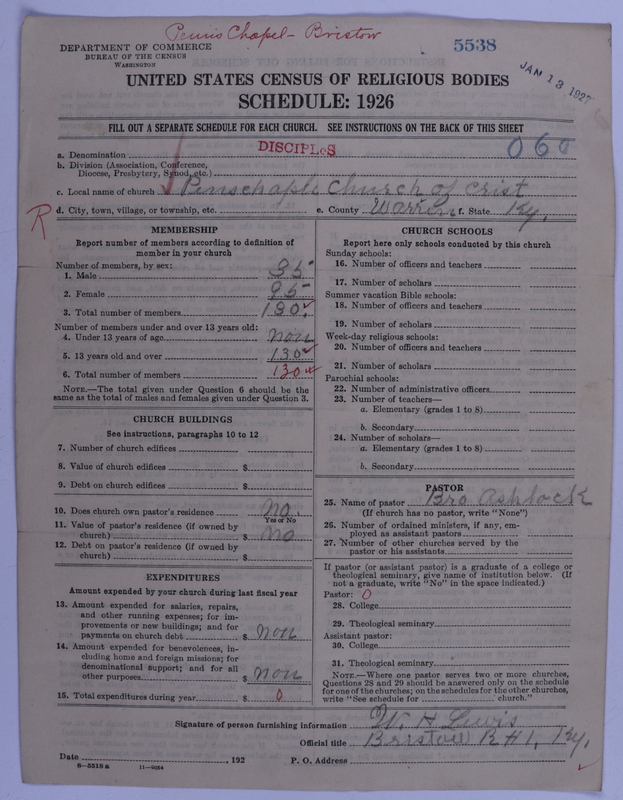 Penns Chapel - Bristow
DEPARTMENT OF COMMERCE
BUREAU OF THE CENSUS
WASHINGTON
5538
JAN 13 1927
UNITED STATES CENSUS OF RELIGIOUS BODIES
SCHEDULE: 1926
FILL OUT A SEPARATE SCHEDULE FOR EACH CHURCH. SEE INSTRUCTIONS ON THE BACK OF THIS SHEET
a. Denomination DISCIPLES 060
b. Division (Association, Conference,
Diocese, Presbytery, Synod, etc.)
c. Local name of church Pinschaple Church of Crist
R
d. City, town, village, or township, etc. e. County Warren f. State Ky.
MEMBERSHIP
Report number of members according to definition of
member in your church
Number of members, by sex:
1. Male 35
2. Female 95
3. Total number of members 130
Number of members under and over 13 years old:
4. Under 13 years of age non
5. 13 years old and over 130
6. Total number of members 130
NOTE.—The total given under Question 6 should be the
same as the total of males and females given under Question 3.
CHURCH BUILDINGS
See instructions, paragraphs 10 to 12
7. Number of church edifices
8. Value of church edifices $
9. Debt on church edifices $
10. Does church own pastor's residence No
Yes or No
11. Value of pastor's residence (if owned by
church) $ No
12. Debt on pastor's residence (if owned by
church) $
EXPENDITURES
Amount expended by your church during last fiscal year
13. Amount expended for salaries, repairs,
and other running expenses; for im-
provements or new buildings; and for
payments on church debt $ non
14. Amount expended for benevolences, in-
cluding home and foreign missions; for
denominational support; and for all
other purposes $ non
15. Total expenditures during year $ 0
CHURCH SCHOOLS
Report here only schools conducted by this church
Sunday schools:
16. Number of officers and teachers
17. Number of scholars
Summer vacation Bible schools:
18. Number of officers and teachers
19. Number of scholars
Week-day religious schools:
20. Number of officers and teachers
21. Number of scholars
Parochial schools:
22. Number of administrative officers
23. Number of teachers—
a. Elementary (grades 1 to 8)
b. Secondary
24. Number of scholars—
a. Elementary (grades 1 to 8)
b. Secondary
PASTOR
25. Name of pastor Bro Ashlock
(If church has no pastor, write "None")
26. Number of ordained ministers, if any, em-
ployed as assistant pastors
27. Number of other churches served by the
pastor or his assistants
If pastor (or assistant pastor) is a graduate of a college or
theological seminary, give name of institution below. (If
not a graduate, write "No" in the space indicated.)
Pastor: 0
28. College
29. Theological seminary
Assistant pastor:
30. College
31. Theological seminary
NOTE.—Where one pastor serves two or more churches,
Questions 28 and 29 should be answered only on the schedule
for one of the churches; on the schedules for the other churches,
write "See schedule for church."
Signature of person furnishing information W. H Lewis
Official title Bristow R#1, Ky.
Date , 192 P. O. Address
8-5518a 11-9354